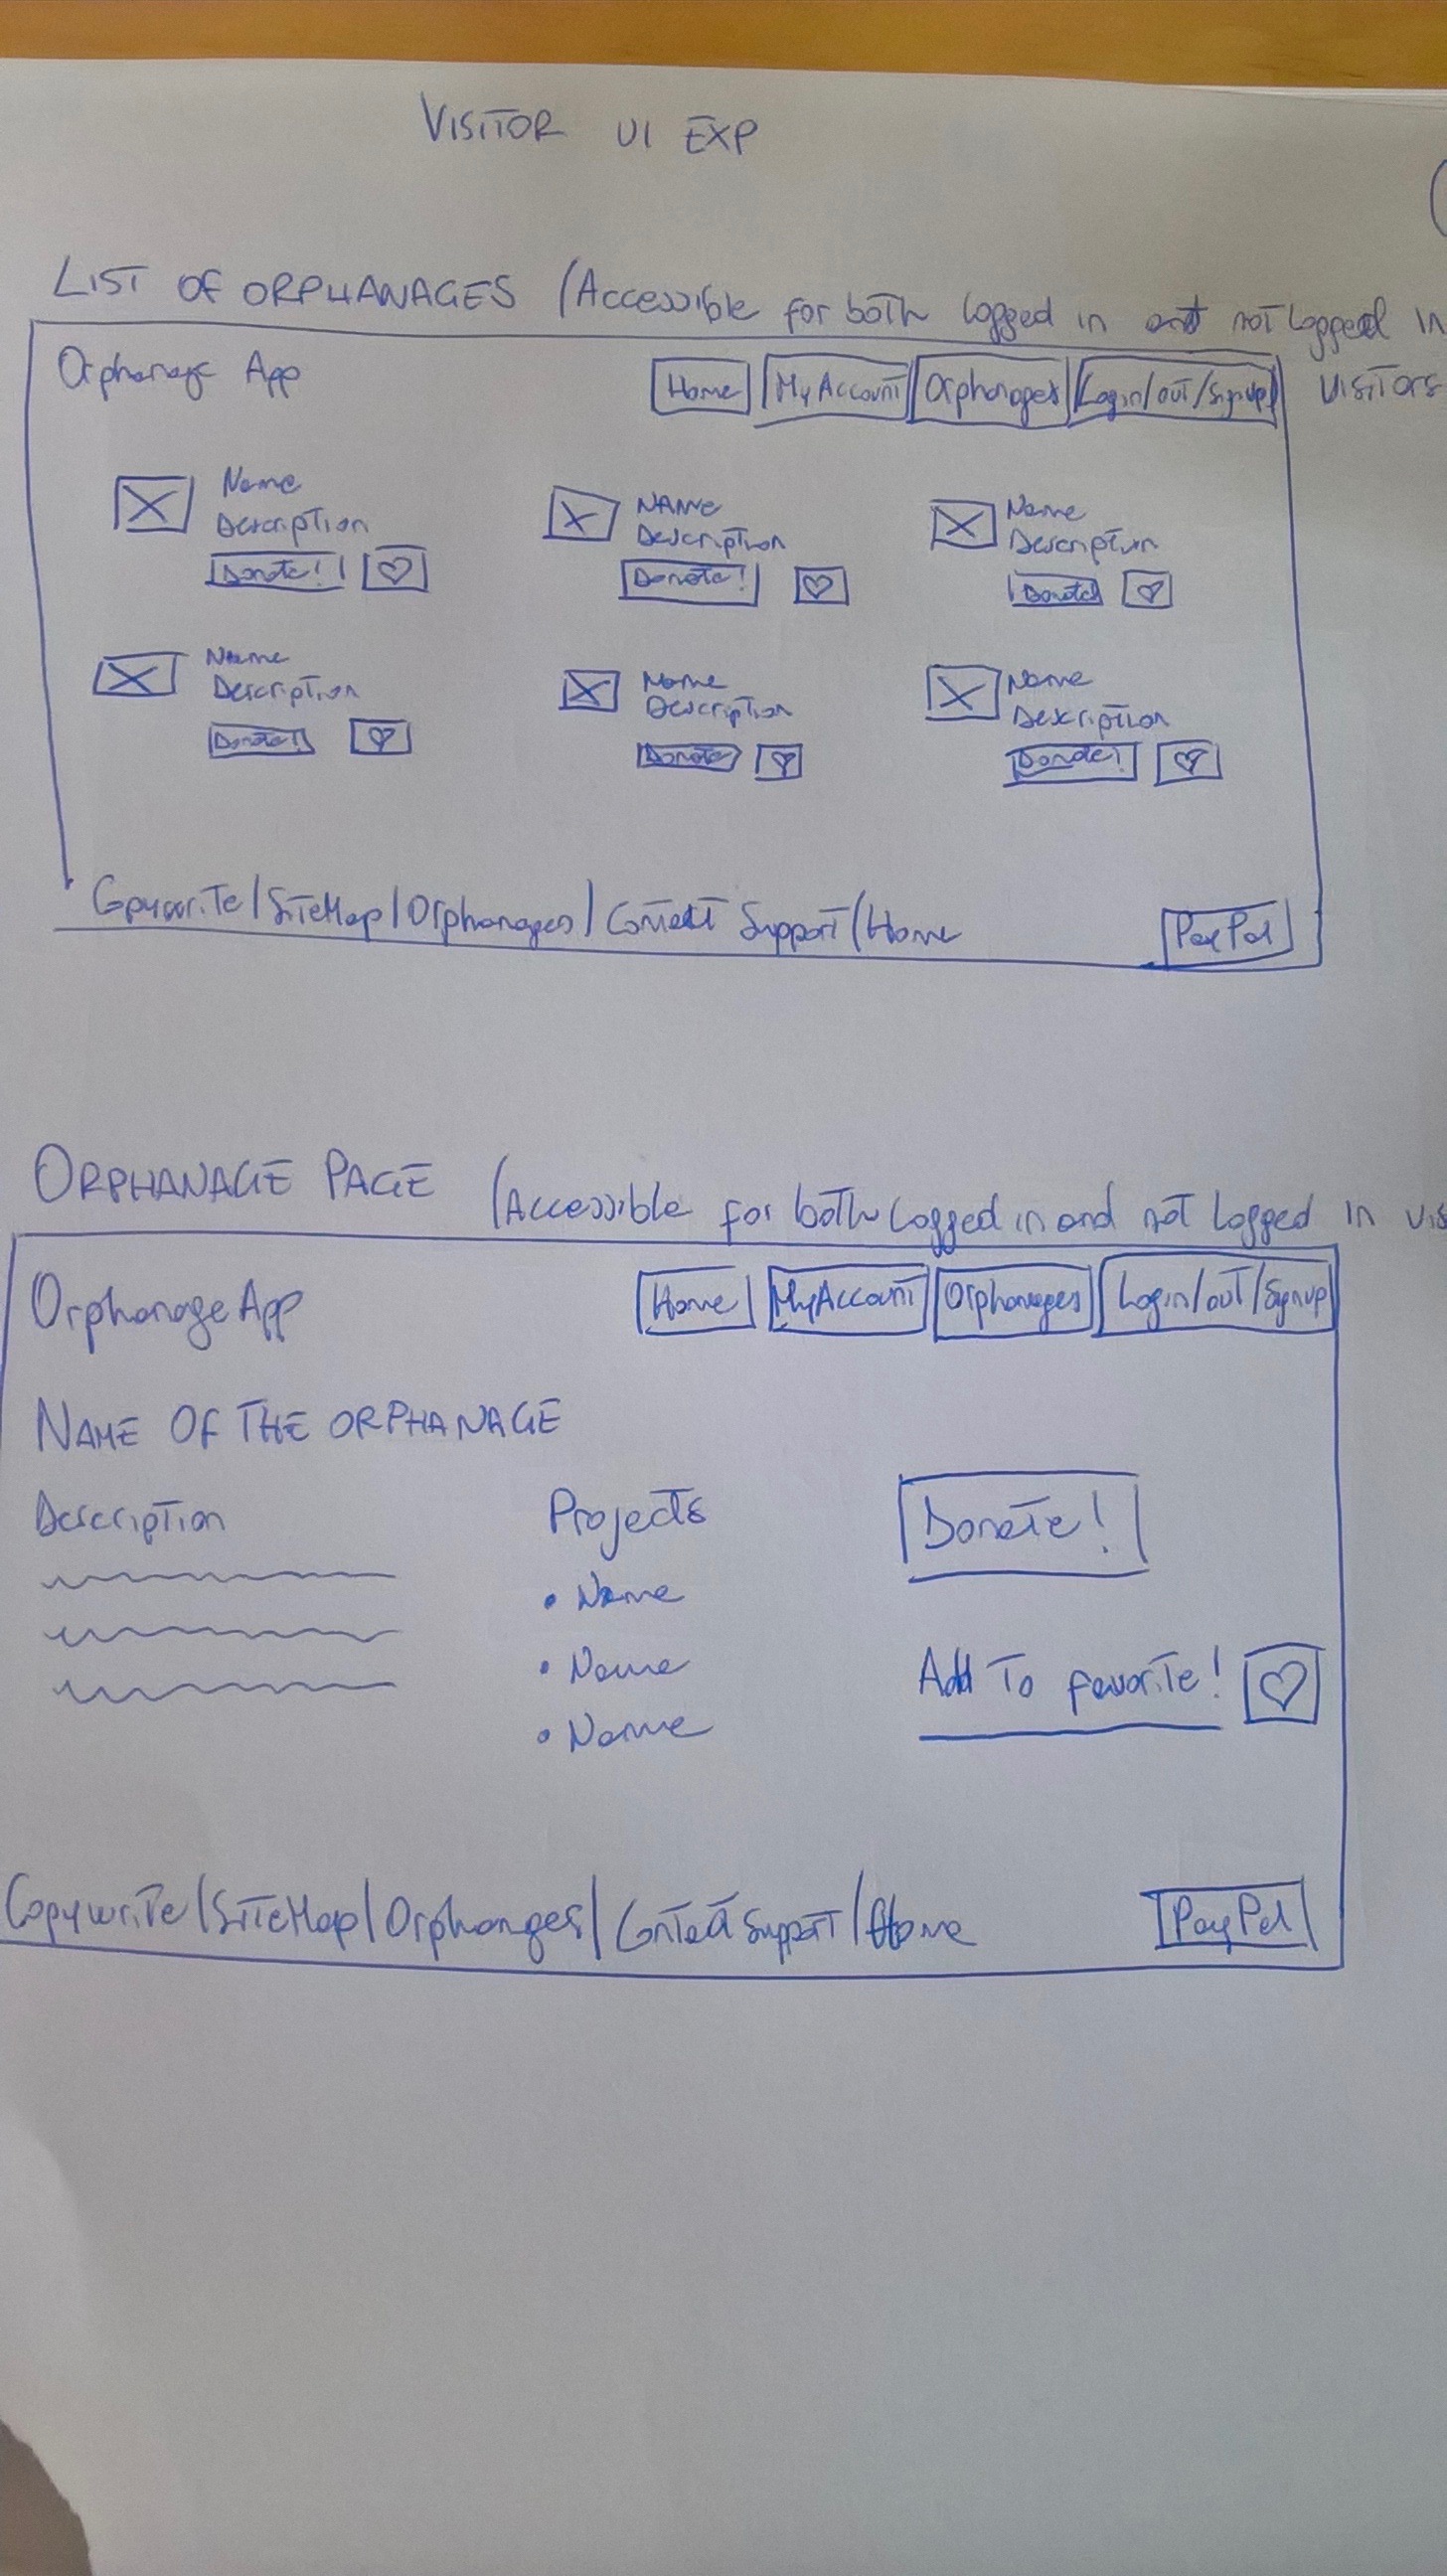 VISITOR UI EXP
LIST OF ORPHANAGES (Accessible for both logged in and not logged in
visitors
Orphanage App Home My Account Orphanages Login/out/Signup
Name NAME Name
Description Description Description
Donate! Donate! Donate!
Name Name Name
Description Description Description
Donate! Donate! Donate!
Copywrite/SiteMap/Orphanages/Contact Support/Home PayPal
ORPHANAGE PAGE (Accessible for both logged in and not logged in vis
Orphanage App Home My Account Orphanages Login/out/Signup
NAME OF THE ORPHANAGE
Description Projects Donate!
• Name
• Name Add to favorite!
• Name
Copywrite/SiteMap/Orphanges/Contact Support/Home PayPal